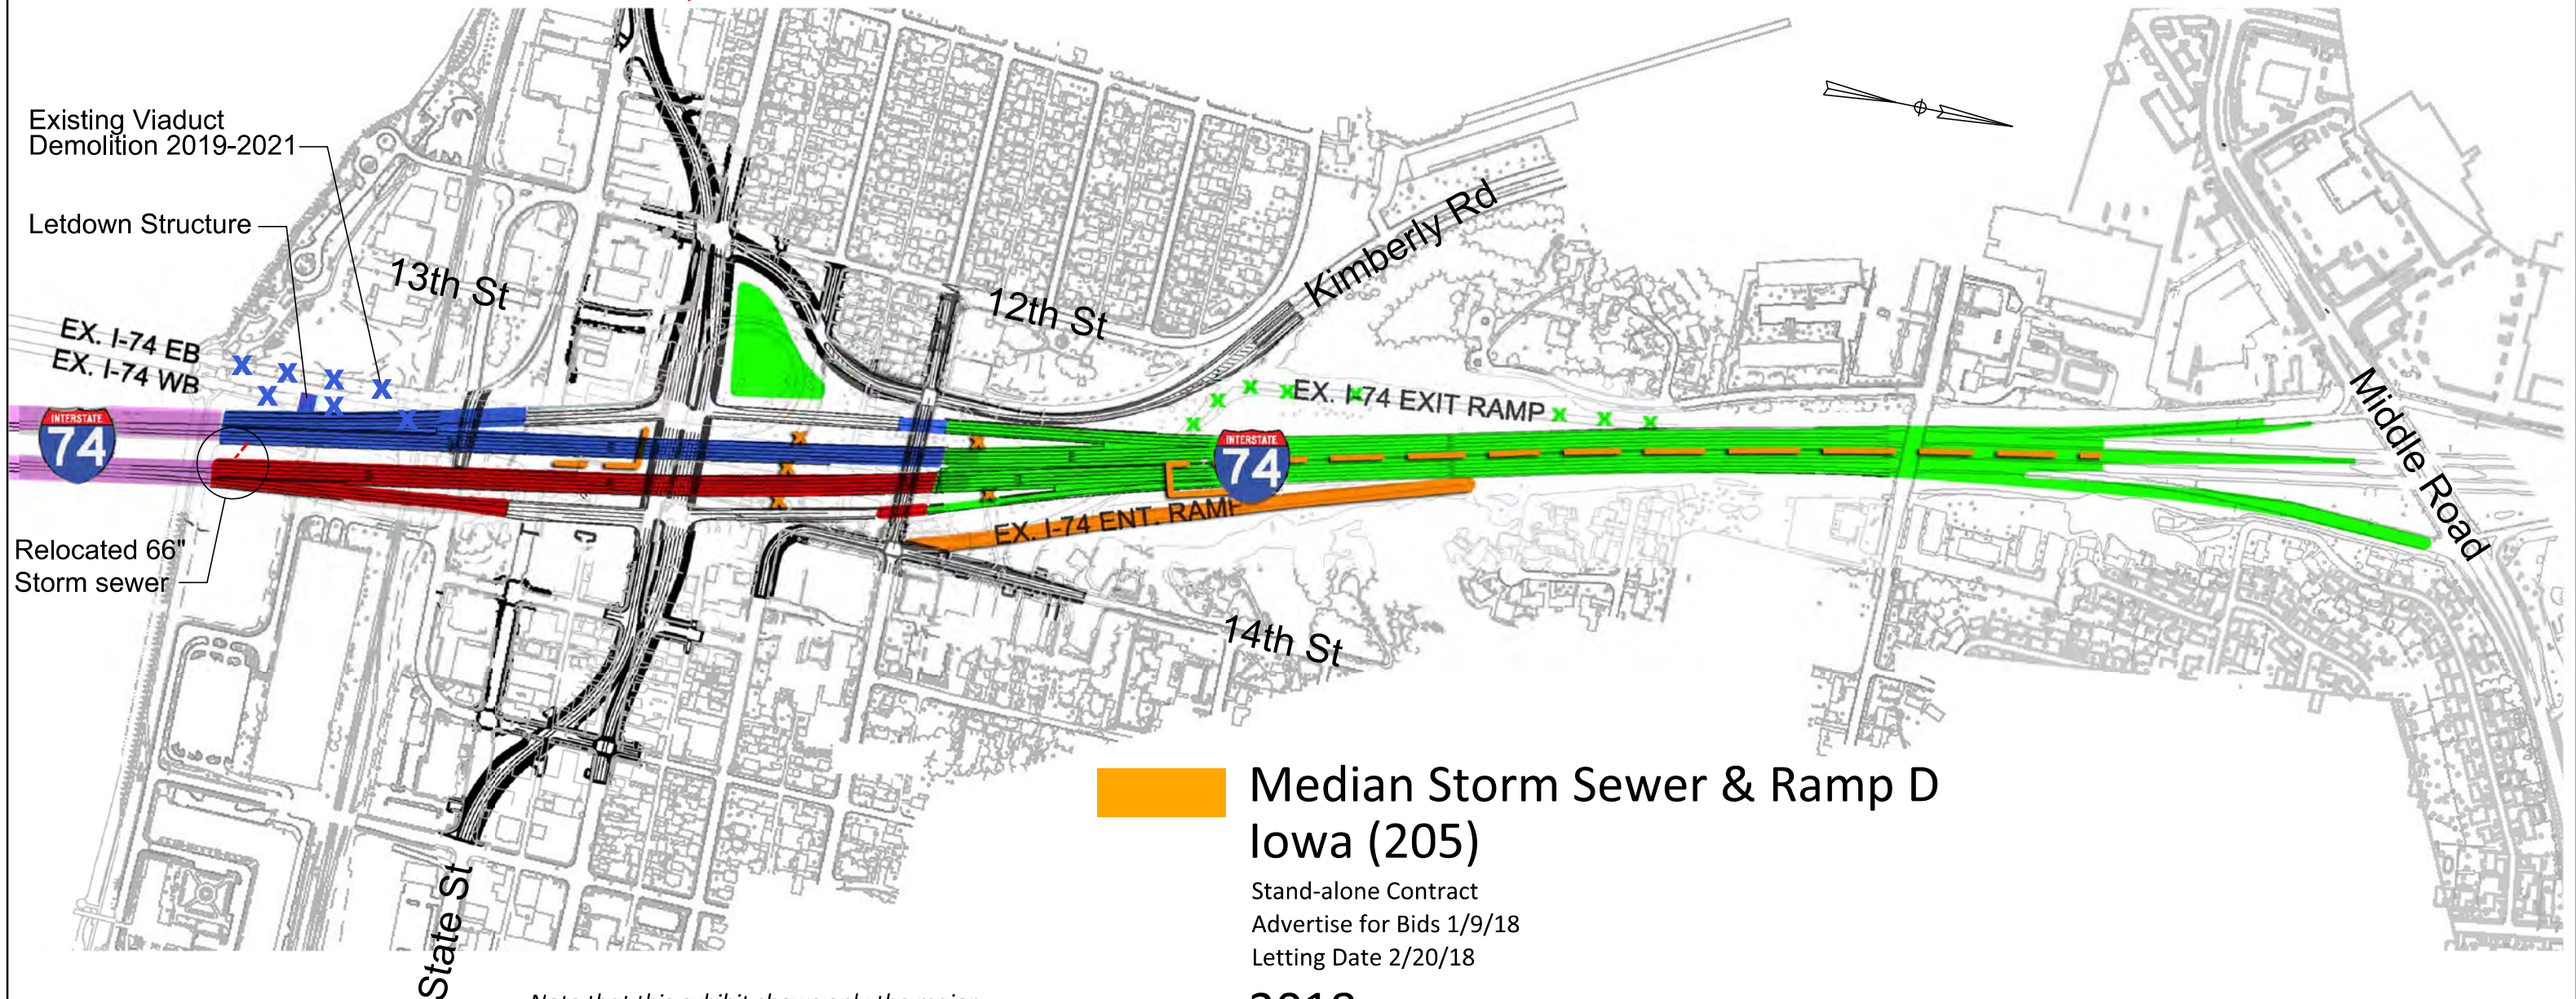 Existing Viaduct
Demolition 2019-2021
Letdown Structure
13th St
12th St
Kimberly Rd
EX. I-74 EB
EX. I-74 WB
EX. I-74 EXIT RAMP
INTERSTATE
74
INTERSTATE
74
Middle Road
EX. I-74 ENT. RAMP
Relocated 66"
Storm sewer
14th St
State St
Median Storm Sewer & Ramp D
Iowa (205)
Stand-alone Contract
Advertise for Bids 1/9/18
Letting Date 2/20/18